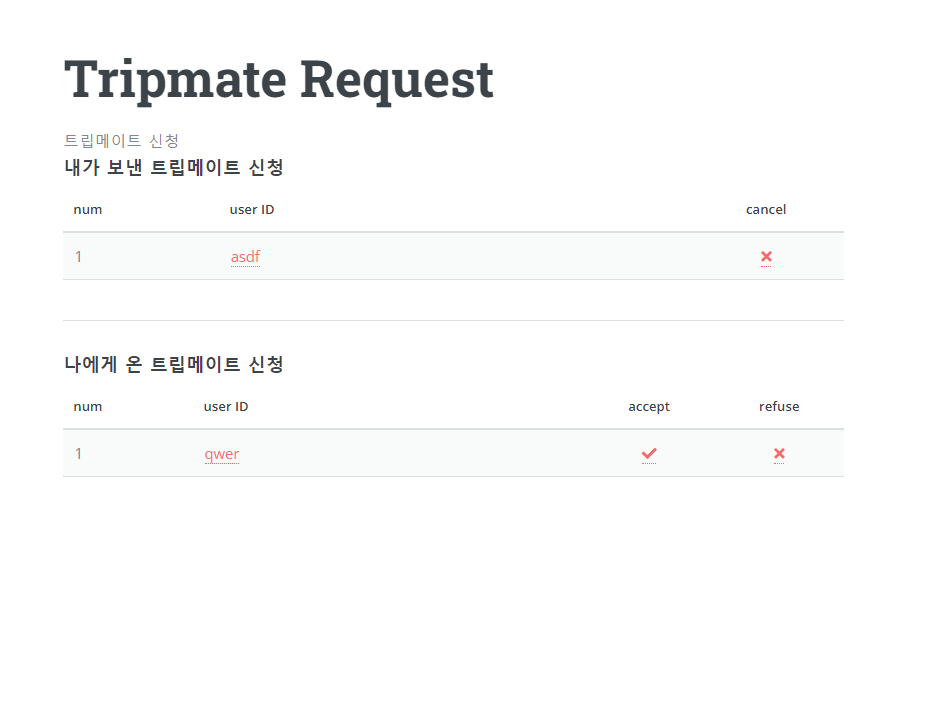 Tripmate Request
트립메이트 신청
내가 보낸 트립메이트 신청
num user ID cancel
1 asdf
나에게 온 트립메이트 신청
num user ID accept refuse
1 qwer